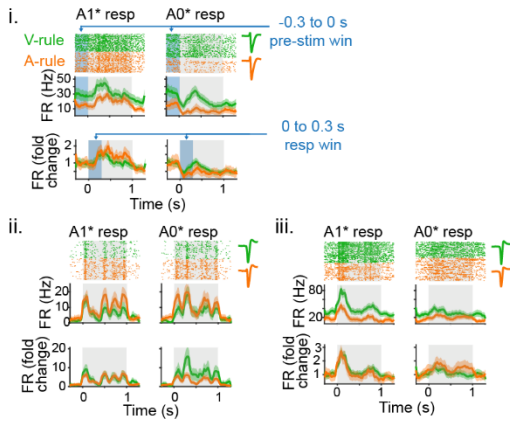 i.
A1* resp
A0* resp
-0.3 to 0 s
pre-stim win
V-rule
A-rule
FR
(Hz)
50
30
10
0 to 0.3 s
resp win
FR (fold
change)
2
1
0
0
1
0
1
Time (s)
ii.
A1* resp
A0* resp
FR
(Hz)
20
10
0
FR (fold
change)
20
10
0
0
1
0
1
Time (s)
iii.
A1* resp
A0* resp
FR
(Hz)
80
20
FR (fold
change)
3
2
1
0
1
0
1
Time (s)